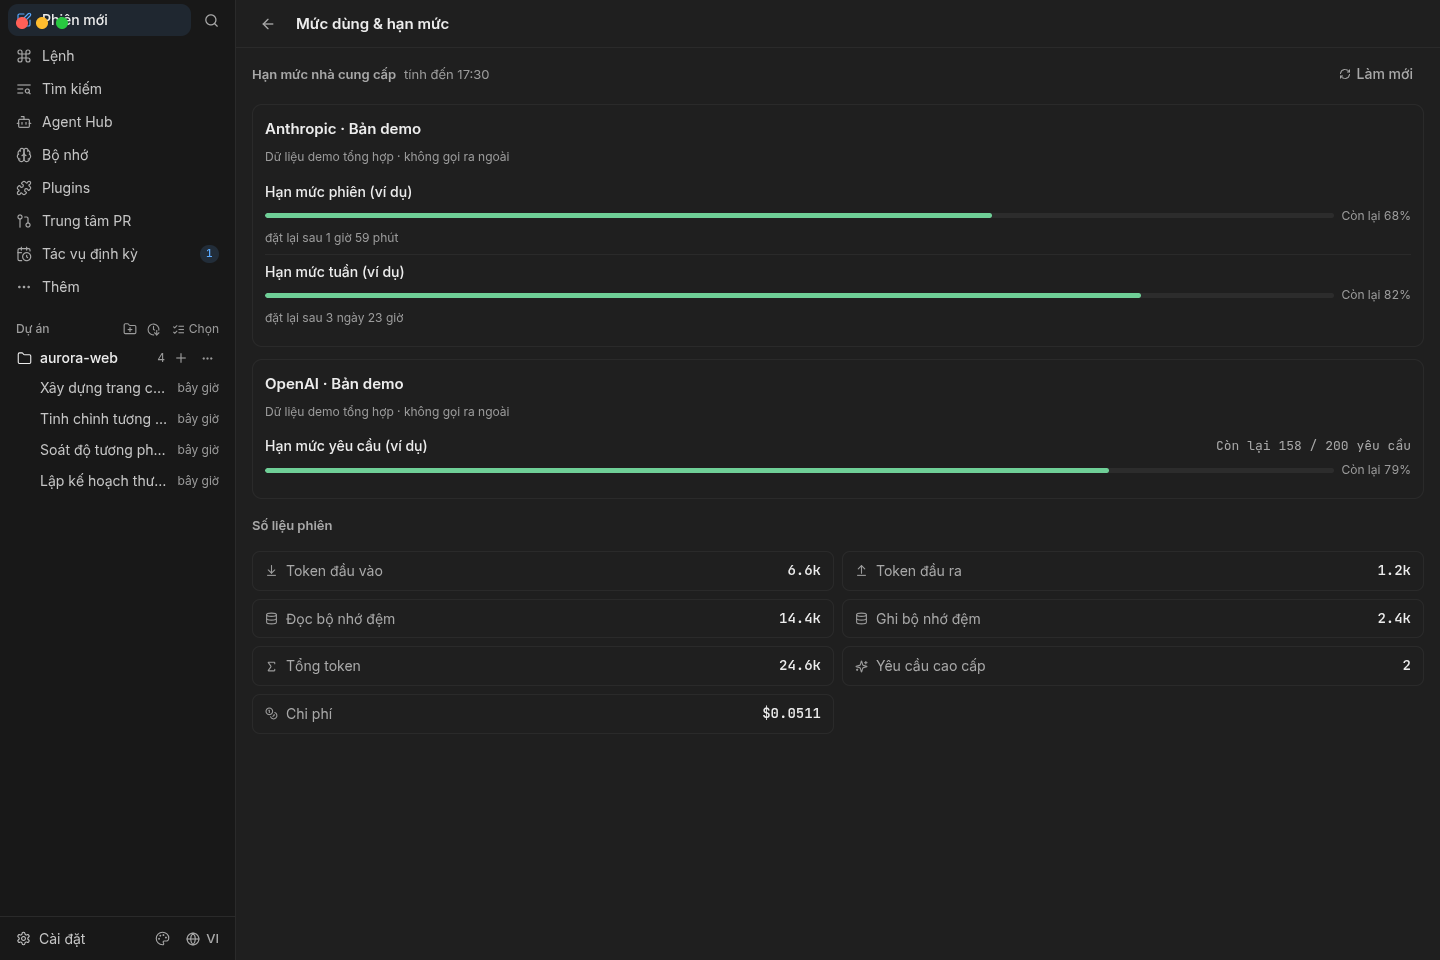 Phiên mới
Lệnh
Tìm kiếm
Agent Hub
Bộ nhớ
Plugins
Trung tâm PR
Tác vụ định kỳ 1
Thêm
Dự án Chọn
aurora-web 4
Xây dựng trang c... bây giờ
Tinh chỉnh tương ... bây giờ
Soát độ tương ph... bây giờ
Lập kế hoạch thư... bây giờ
Cài đặt VI
Mức dùng & hạn mức
Hạn mức nhà cung cấp tính đến 17:30 Làm mới
Anthropic · Bản demo
Dữ liệu demo tổng hợp · không gọi ra ngoài
Hạn mức phiên (ví dụ)
Còn lại 68%
đặt lại sau 1 giờ 59 phút
Hạn mức tuần (ví dụ)
Còn lại 82%
đặt lại sau 3 ngày 23 giờ
OpenAI · Bản demo
Dữ liệu demo tổng hợp · không gọi ra ngoài
Hạn mức yêu cầu (ví dụ) Còn lại 158 / 200 yêu cầu
Còn lại 79%
Số liệu phiên
Token đầu vào 6.6k
Token đầu ra 1.2k
Đọc bộ nhớ đệm 14.4k
Ghi bộ nhớ đệm 2.4k
Tổng token 24.6k
Yêu cầu cao cấp 2
Chi phí $0.0511